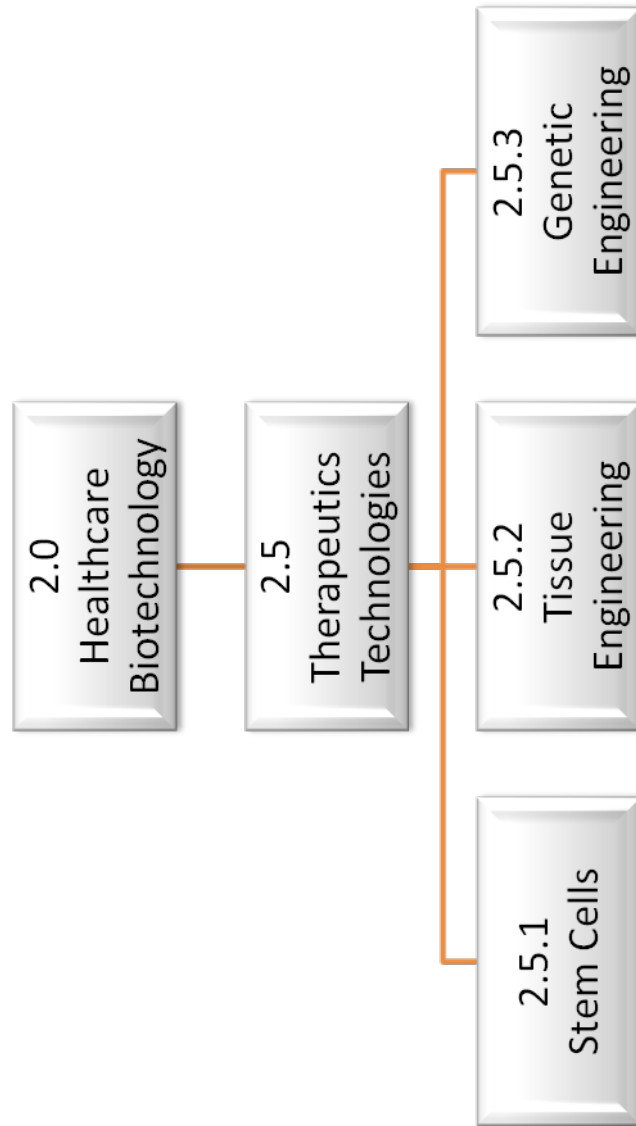 2.0
Healthcare
Biotechnology
2.5
Therapeutics
Technologies
2.5.1
Stem Cells
2.5.2
Tissue
Engineering
2.5.3
Genetic
Engineering